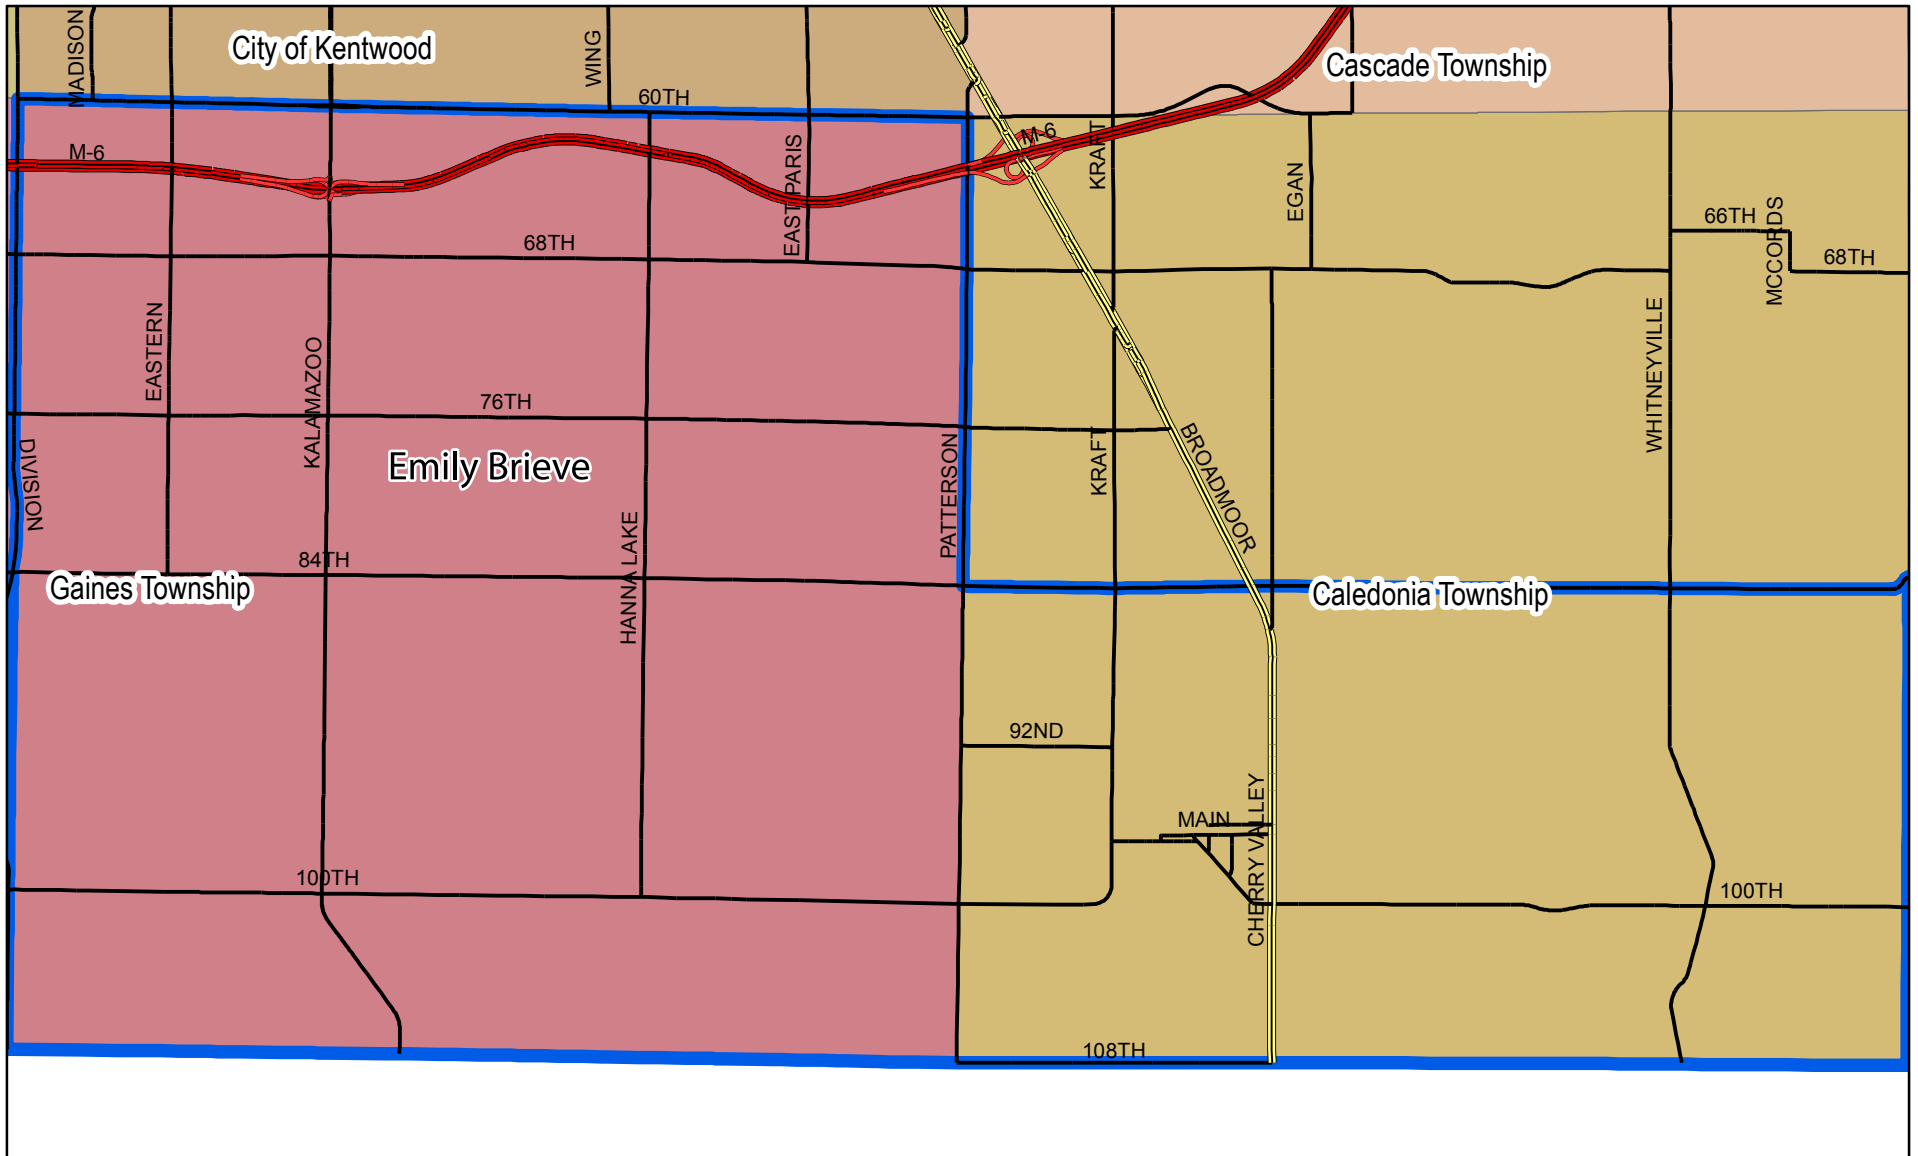 MADISON
City of Kentwood
WING
60TH
Cascade Township
M-6
M-6
KRAFT
EAST PARIS
EGAN
66TH
MCCORDS
68TH
68TH
EASTERN
KALAMAZOO
WHITNEYVILLE
76TH
DIVISION
Emily Brieve
PATTERSON
KRAFT
BROADMOOR
HANNA LAKE
84TH
Gaines Township
Caledonia Township
92ND
MAIN
CHERRY VALLEY
100TH
100TH
108TH